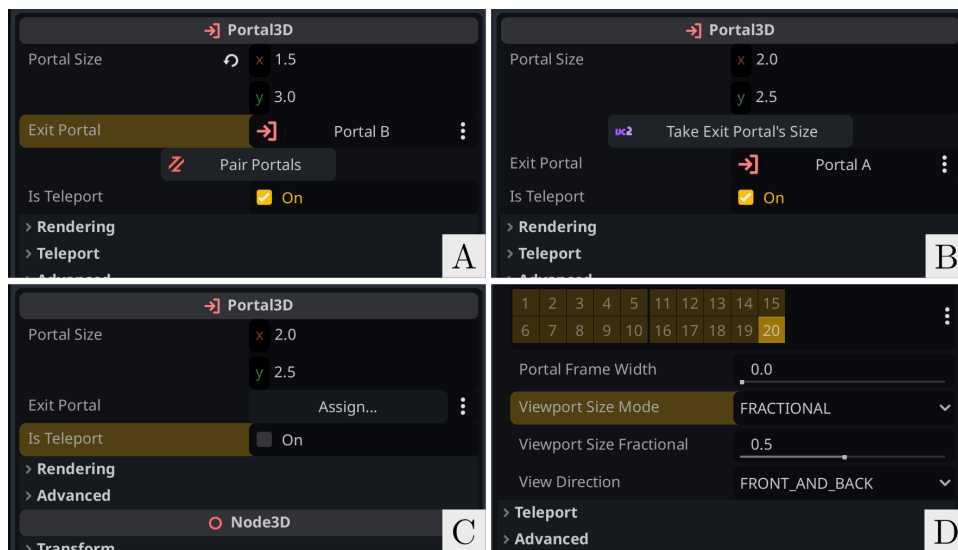 Portal3D
Portal Size x 1.5
y 3.0
Exit Portal Portal B
Pair Portals
Is Teleport On
Rendering
Teleport
Advanced
A
Portal3D
Portal Size x 2.0
y 2.5
vc2 Take Exit Portal's Size
Exit Portal Portal A
Is Teleport On
Rendering
Teleport
Advanced
B
Portal3D
Portal Size x 2.0
y 2.5
Exit Portal Assign...
Is Teleport On
Rendering
Advanced
Node3D
Transform
C
1 2 3 4 5 11 12 13 14 15
6 7 8 9 10 16 17 18 19 20
Portal Frame Width 0.0
Viewport Size Mode FRACTIONAL
Viewport Size Fractional 0.5
View Direction FRONT_AND_BACK
Teleport
Advanced
D